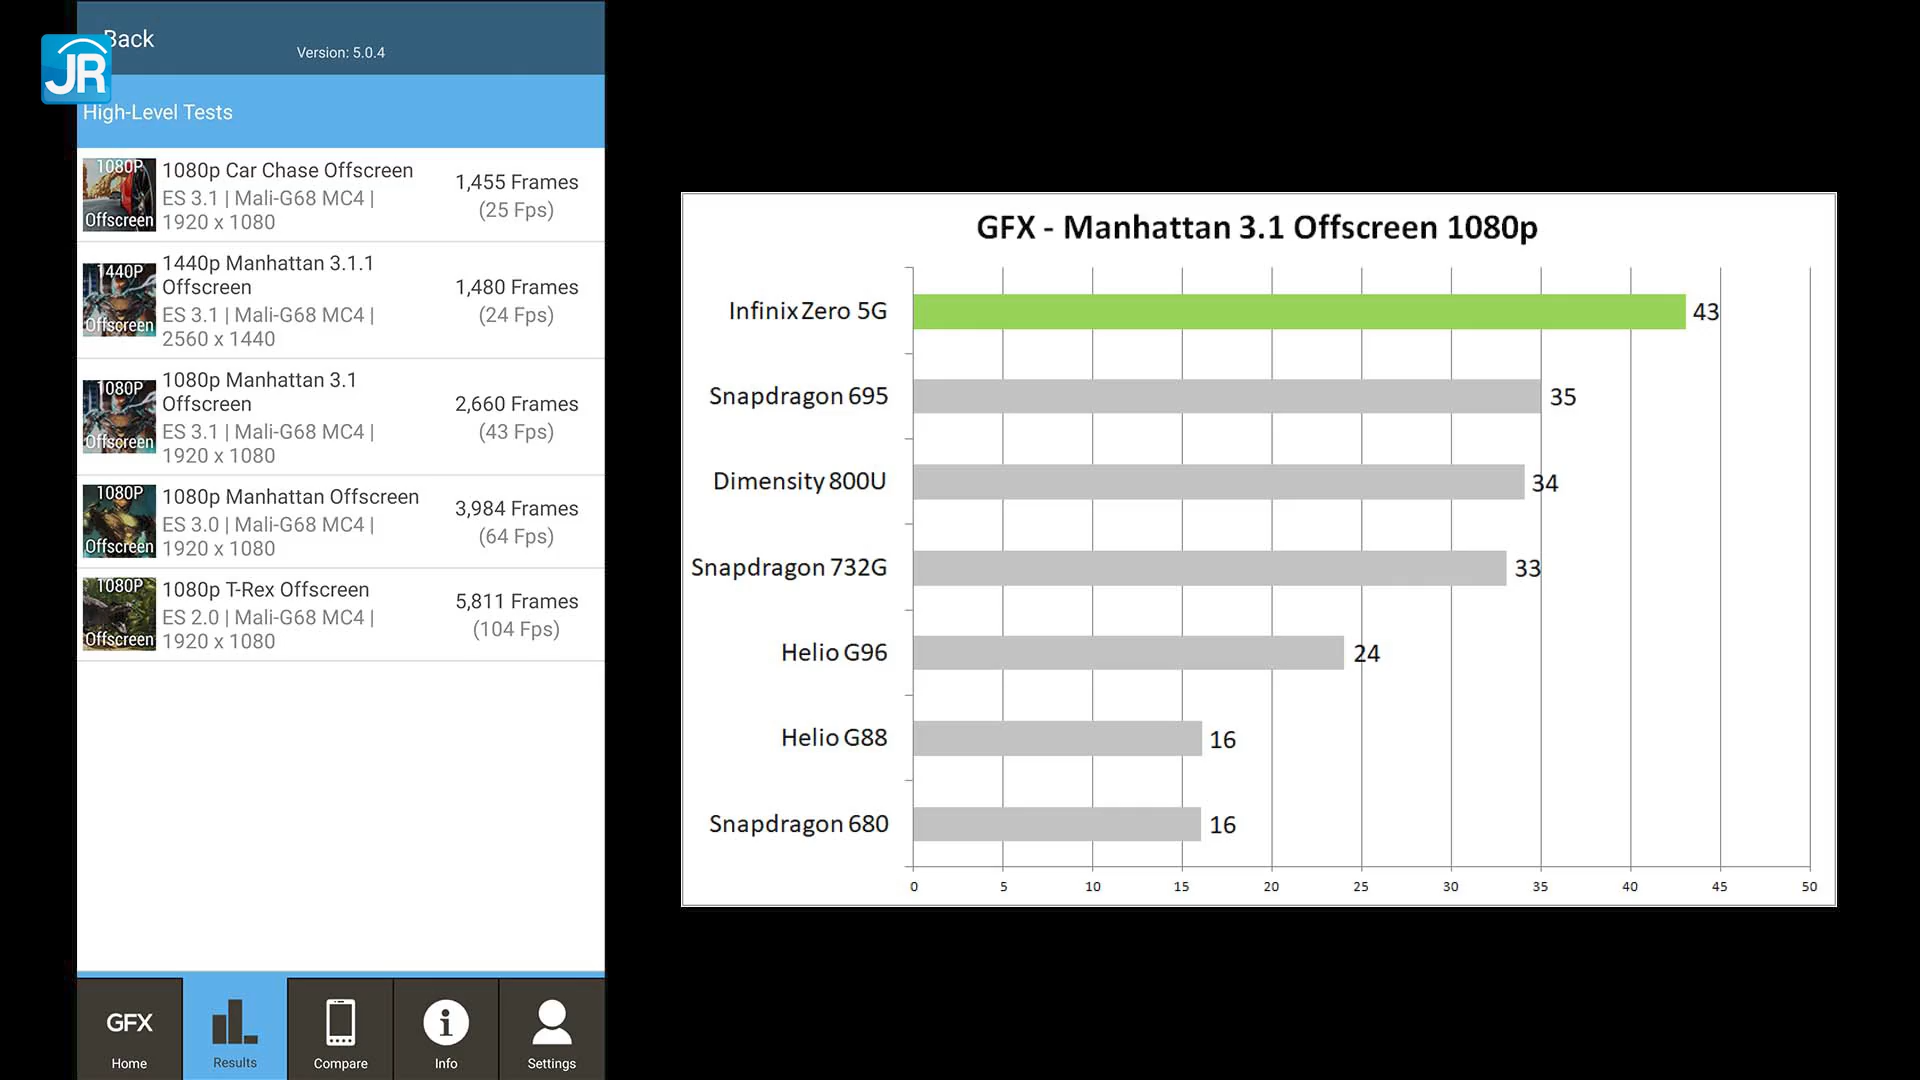 Back
Version: 5.0.4
JR
High-Level Tests
1080P
Offscreen
1080p Car Chase Offscreen
ES 3.1 | Mali-G68 MC4 |
1920 x 1080
1,455 Frames
(25 Fps)
1440P
Offscreen
1440p Manhattan 3.1.1
Offscreen
ES 3.1 | Mali-G68 MC4 |
2560 x 1440
1,480 Frames
(24 Fps)
1080P
Offscreen
1080p Manhattan 3.1
Offscreen
ES 3.1 | Mali-G68 MC4 |
1920 x 1080
2,660 Frames
(43 Fps)
1080P
Offscreen
1080p Manhattan Offscreen
ES 3.0 | Mali-G68 MC4 |
1920 x 1080
3,984 Frames
(64 Fps)
1080P
Offscreen
1080p T-Rex Offscreen
ES 2.0 | Mali-G68 MC4 |
1920 x 1080
5,811 Frames
(104 Fps)
GFX
Home
Results
Compare
Info
Settings
GFX - Manhattan 3.1 Offscreen 1080p
Infinix Zero 5G 43
Snapdragon 695 35
Dimensity 800U 34
Snapdragon 732G 33
Helio G96 24
Helio G88 16
Snapdragon 680 16
0 5 10 15 20 25 30 35 40 45 50